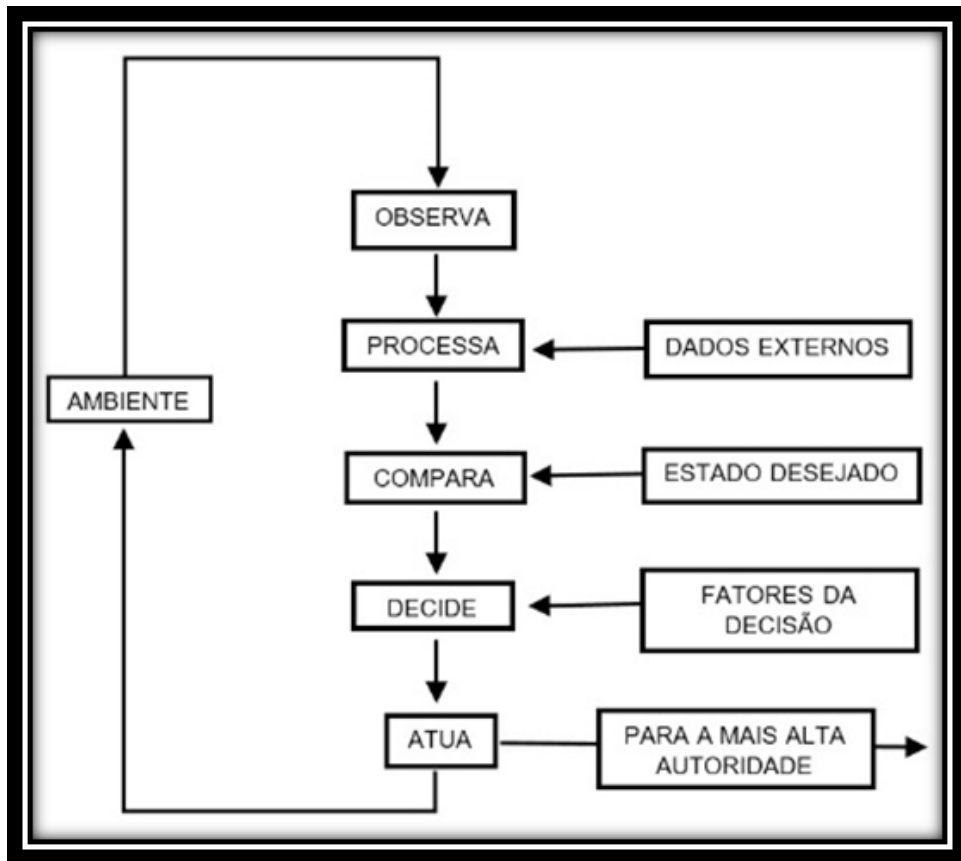 OBSERVA
PROCESSA
DADOS EXTERNOS
AMBIENTE
COMPARA
ESTADO DESEJADO
DECIDE
FATORES DA
DECISÃO
ATUA
PARA A MAIS ALTA
AUTORIDADE